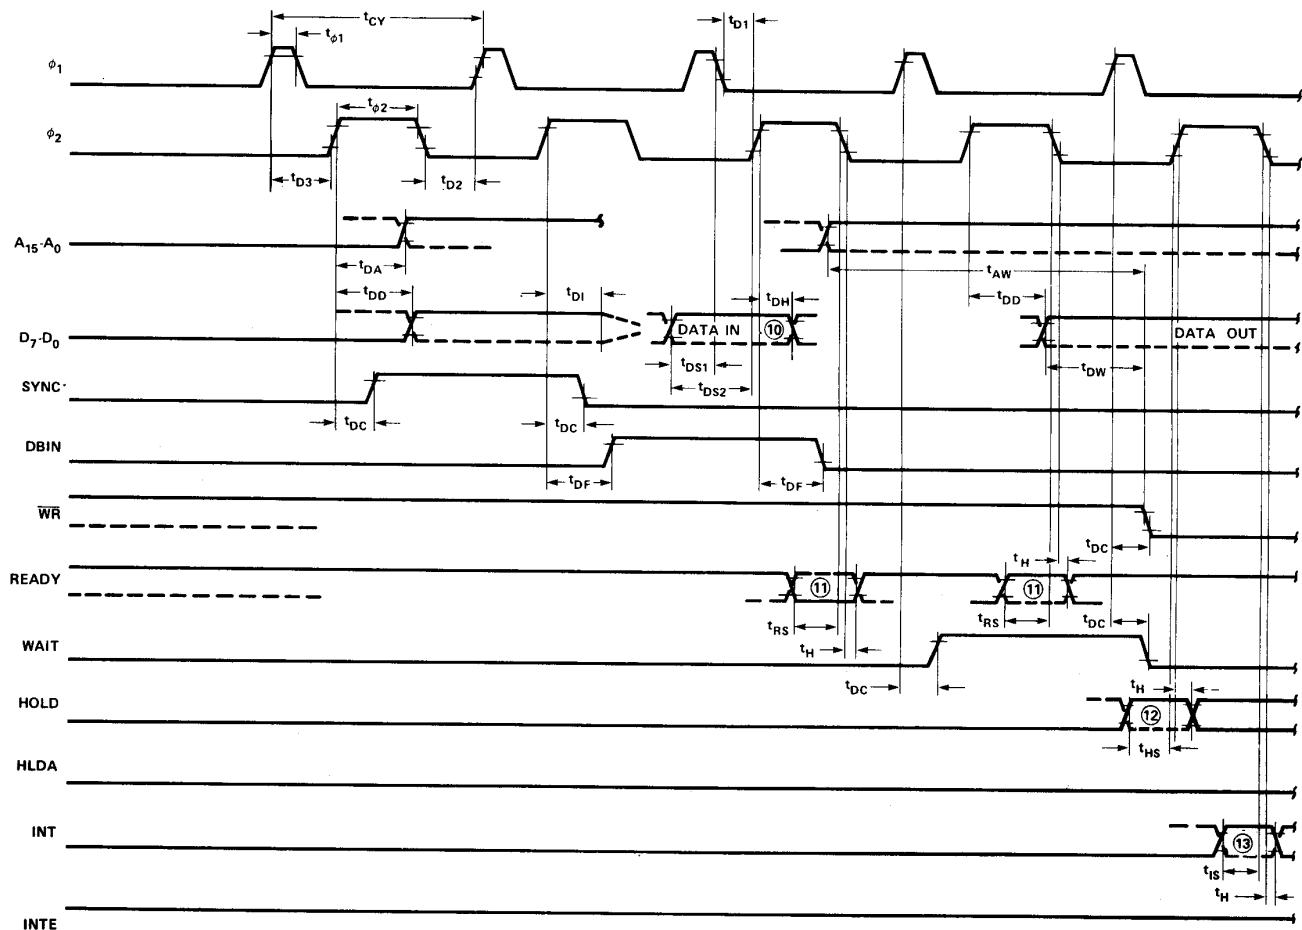 tCY
tD1
tϕ1
ϕ1
tϕ2
ϕ2
tD3
tD2
A15-A0
tDA
tAW
tDD
tDI
tDH
tDD
D7-D0
DATA IN
10
DATA OUT
tDS1
tDW
SYNC
tDS2
tDC
tDC
DBIN
tDF
tDF
WR
tDC
tH
READY
11
11
tRS
tRS
tDC
WAIT
tH
tDC
tH
HOLD
12
tHS
HLDA
INT
13
tIS
tH
INTE